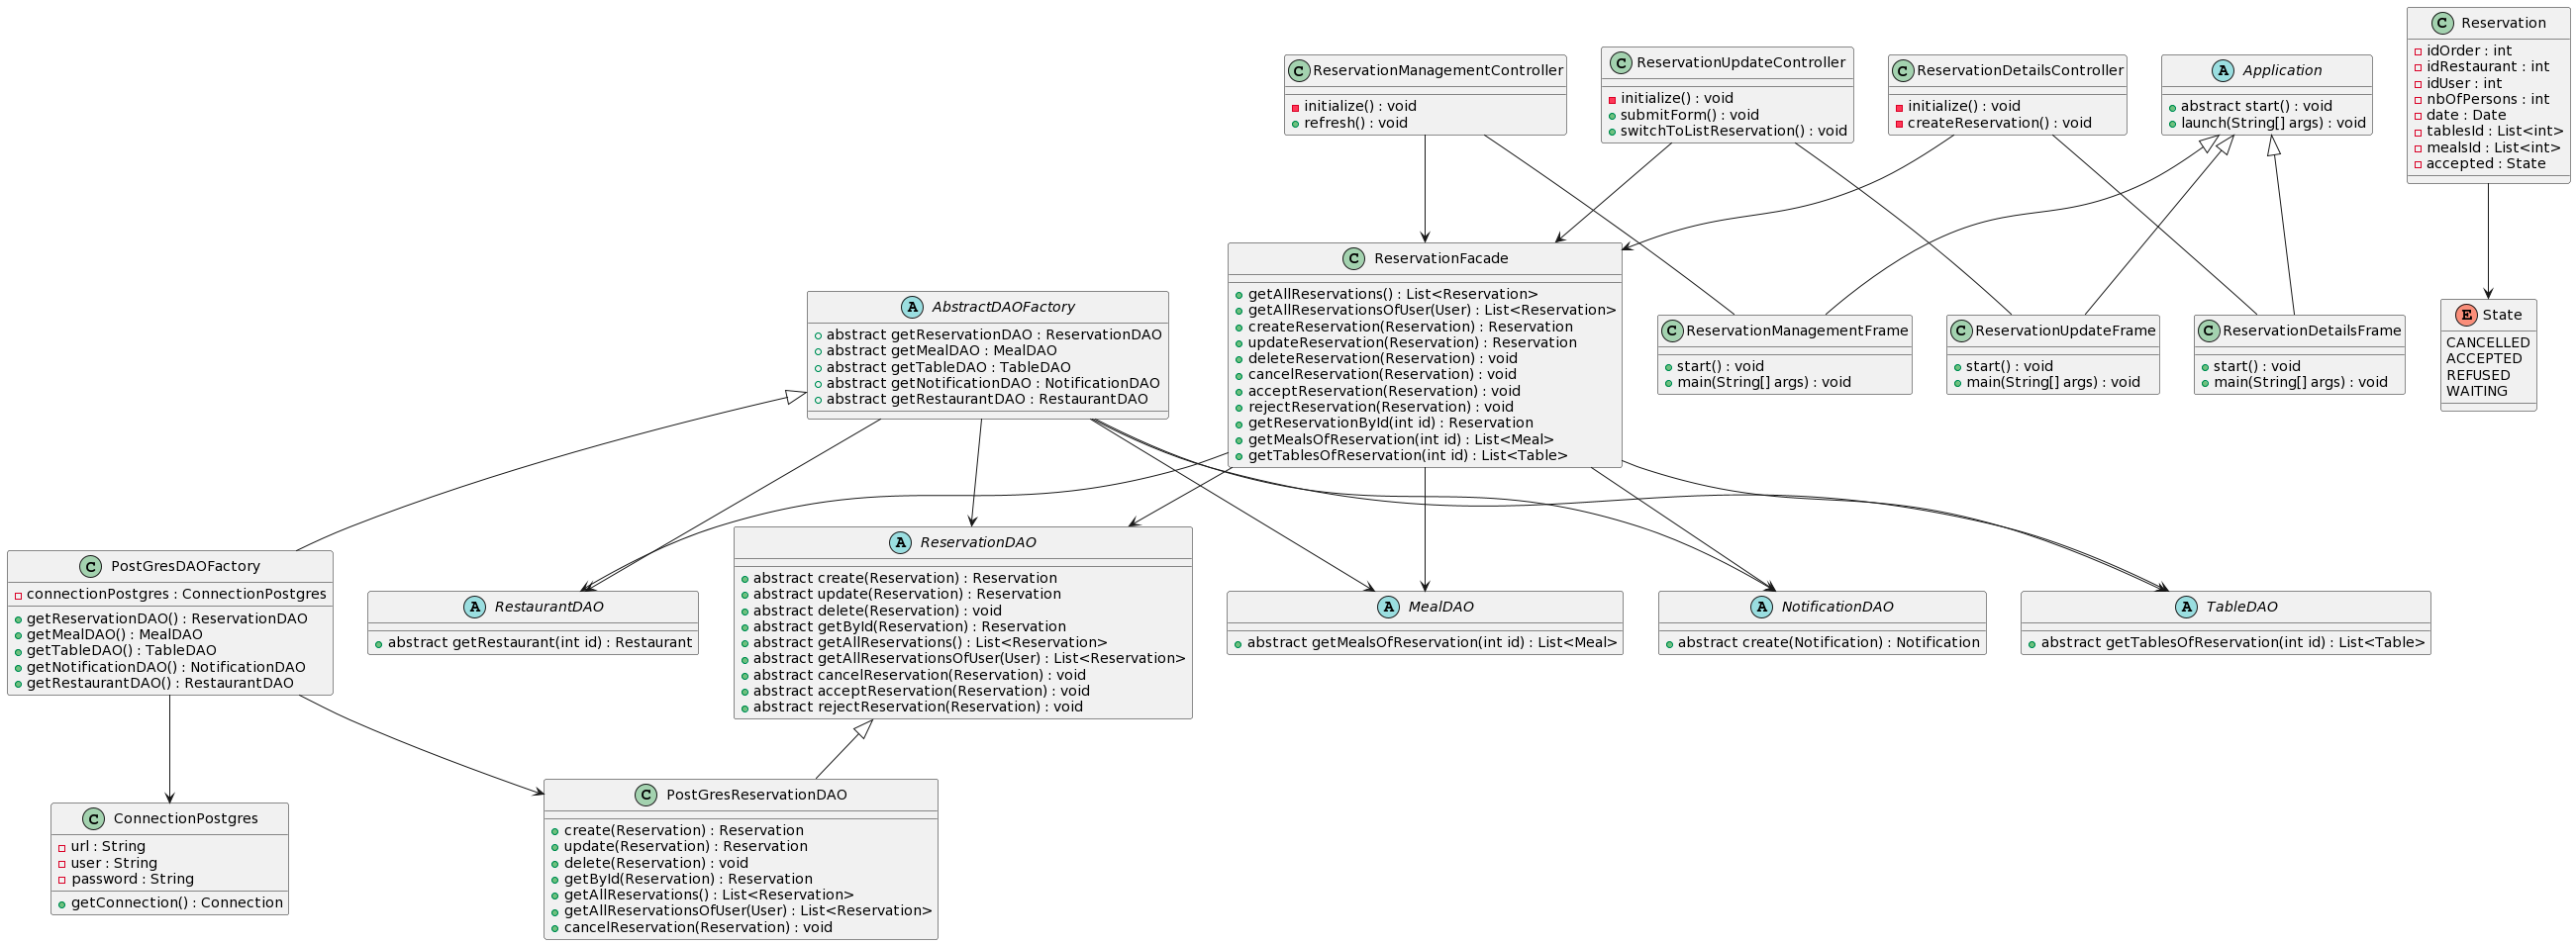 C Reservation
idOrder : int
idRestaurant : int
idUser : int
nbOfPersons : int
date : Date
tablesId : List<int>
mealsId : List<int>
accepted : State
C ReservationManagementController
initialize() : void
refresh() : void
C ReservationUpdateController
initialize() : void
submitForm() : void
switchToListReservation() : void
C ReservationDetailsController
initialize() : void
createReservation() : void
A Application
abstract start() : void
launch(String[] args) : void
C ReservationFacade
getAllReservations() : List<Reservation>
getAllReservationsOfUser(User) : List<Reservation>
createReservation(Reservation) : Reservation
updateReservation(Reservation) : Reservation
deleteReservation(Reservation) : void
cancelReservation(Reservation) : void
acceptReservation(Reservation) : void
rejectReservation(Reservation) : void
getReservationById(int id) : Reservation
getMealsOfReservation(int id) : List<Meal>
getTablesOfReservation(int id) : List<Table>
A AbstractDAOFactory
abstract getReservationDAO : ReservationDAO
abstract getMealDAO : MealDAO
abstract getTableDAO : TableDAO
abstract getNotificationDAO : NotificationDAO
abstract getRestaurantDAO : RestaurantDAO
C ReservationManagementFrame
start() : void
main(String[] args) : void
C ReservationUpdateFrame
start() : void
main(String[] args) : void
C ReservationDetailsFrame
start() : void
main(String[] args) : void
E State
CANCELLED
ACCEPTED
REFUSED
WAITING
C PostGresDAOFactory
connectionPostgres : ConnectionPostgres
getReservationDAO() : ReservationDAO
getMealDAO() : MealDAO
getTableDAO() : TableDAO
getNotificationDAO() : NotificationDAO
getRestaurantDAO() : RestaurantDAO
A RestaurantDAO
abstract getRestaurant(int id) : Restaurant
A ReservationDAO
abstract create(Reservation) : Reservation
abstract update(Reservation) : Reservation
abstract delete(Reservation) : void
abstract getById(Reservation) : Reservation
abstract getAllReservations() : List<Reservation>
abstract getAllReservationsOfUser(User) : List<Reservation>
abstract cancelReservation(Reservation) : void
abstract acceptReservation(Reservation) : void
abstract rejectReservation(Reservation) : void
A MealDAO
abstract getMealsOfReservation(int id) : List<Meal>
A NotificationDAO
abstract create(Notification) : Notification
A TableDAO
abstract getTablesOfReservation(int id) : List<Table>
C ConnectionPostgres
url : String
user : String
password : String
getConnection() : Connection
C PostGresReservationDAO
create(Reservation) : Reservation
update(Reservation) : Reservation
delete(Reservation) : void
getById(Reservation) : Reservation
getAllReservations() : List<Reservation>
getAllReservationsOfUser(User) : List<Reservation>
cancelReservation(Reservation) : void